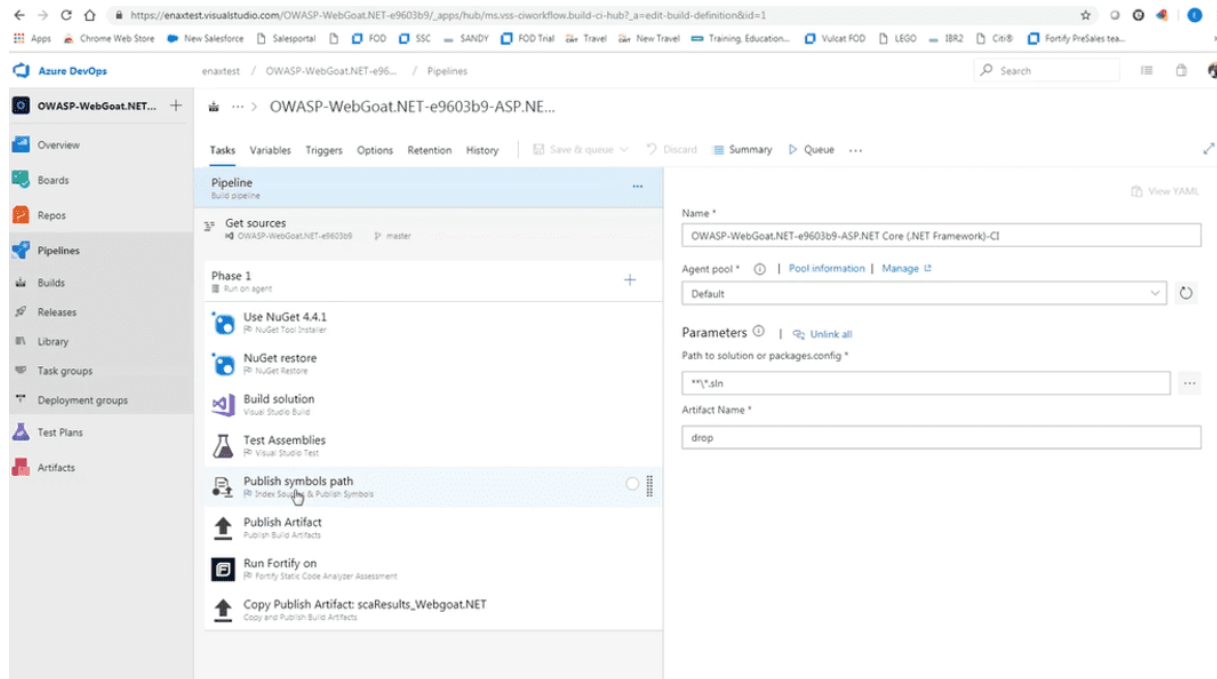 https://enaxtest.visualstudio.com/OWASP-WebGoat.NET-e9603b9/_apps/hub/ms.vss-ciworkflow.build-ci-hub?_a=edit-build-definition&id=1
Apps Chrome Web Store New Salesforce Salesportal FOD SSC SANDY FOD Trial Travel New Travel Training, Education... Vulcat FOD LEGO IBR2 Citi® Fortify PreSales tea...
Azure DevOps enaxtest / OWASP-WebGoat.NET-e96... / Pipelines Search
OWASP-WebGoat.NET... + ... > OWASP-WebGoat.NET-e9603b9-ASP.NE...
Overview
Boards
Repos
Pipelines
Builds
Releases
Library
Task groups
Deployment groups
Test Plans
Artifacts
Tasks Variables Triggers Options Retention History Save & queue Discard Summary Queue ...
Pipeline ...
Build pipeline
Get sources
OWASP-WebGoat.NET-e9603b9 master
Phase 1 +
Run on agent
Use NuGet 4.4.1
NuGet Tool Installer
NuGet restore
NuGet Restore
Build solution
Visual Studio Build
Test Assemblies
Visual Studio Test
Publish symbols path
Index & Publish Symbols
Publish Artifact
Publish Build Artifacts
Run Fortify on
Fortify Static Code Analyzer Assessment
Copy Publish Artifact: scaResults_Webgoat.NET
Copy and Publish Build Artifacts
View YAML
Name *
OWASP-WebGoat.NET-e9603b9-ASP.NET Core (.NET Framework)-CI
Agent pool * | Pool information | Manage
Default
Parameters | Unlink all
Path to solution or packages.config *
**\*.sln ...
Artifact Name *
drop